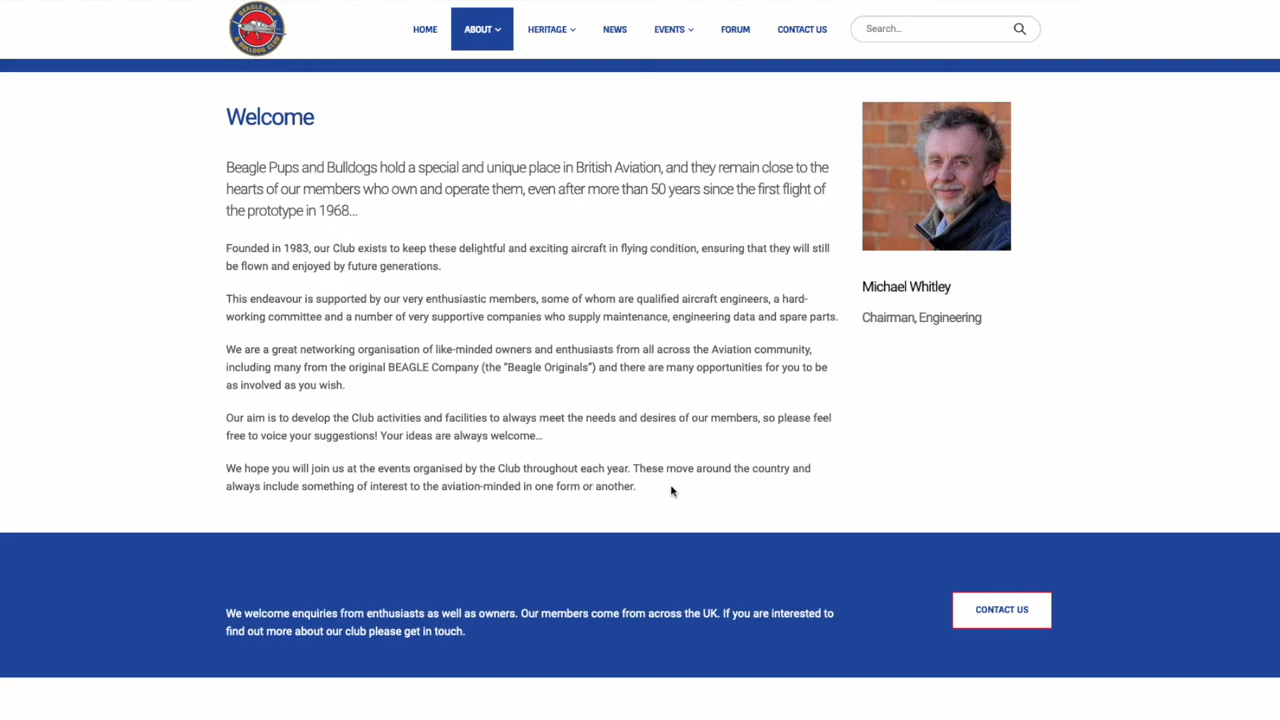 BEAGLE PUP
& BULLDOG CLUB
HOME
ABOUT
HERITAGE
NEWS
EVENTS
FORUM
CONTACT US
Search...
Welcome
Beagle Pups and Bulldogs hold a special and unique place in British Aviation, and they remain close to the
hearts of our members who own and operate them, even after more than 50 years since the first flight of
the prototype in 1968...
Founded in 1983, our Club exists to keep these delightful and exciting aircraft in flying condition, ensuring that they will still
be flown and enjoyed by future generations.
This endeavour is supported by our very enthusiastic members, some of whom are qualified aircraft engineers, a hard-
working committee and a number of very supportive companies who supply maintenance, engineering data and spare parts.
We are a great networking organisation of like-minded owners and enthusiasts from all across the Aviation community,
including many from the original BEAGLE Company (the “Beagle Originals”) and there are many opportunities for you to be
as involved as you wish.
Our aim is to develop the Club activities and facilities to always meet the needs and desires of our members, so please feel
free to voice your suggestions! Your ideas are always welcome...
We hope you will join us at the events organised by the Club throughout each year. These move around the country and
always include something of interest to the aviation-minded in one form or another.
Michael Whitley
Chairman, Engineering
We welcome enquiries from enthusiasts as well as owners. Our members come from across the UK. If you are interested to
find out more about our club please get in touch.
CONTACT US